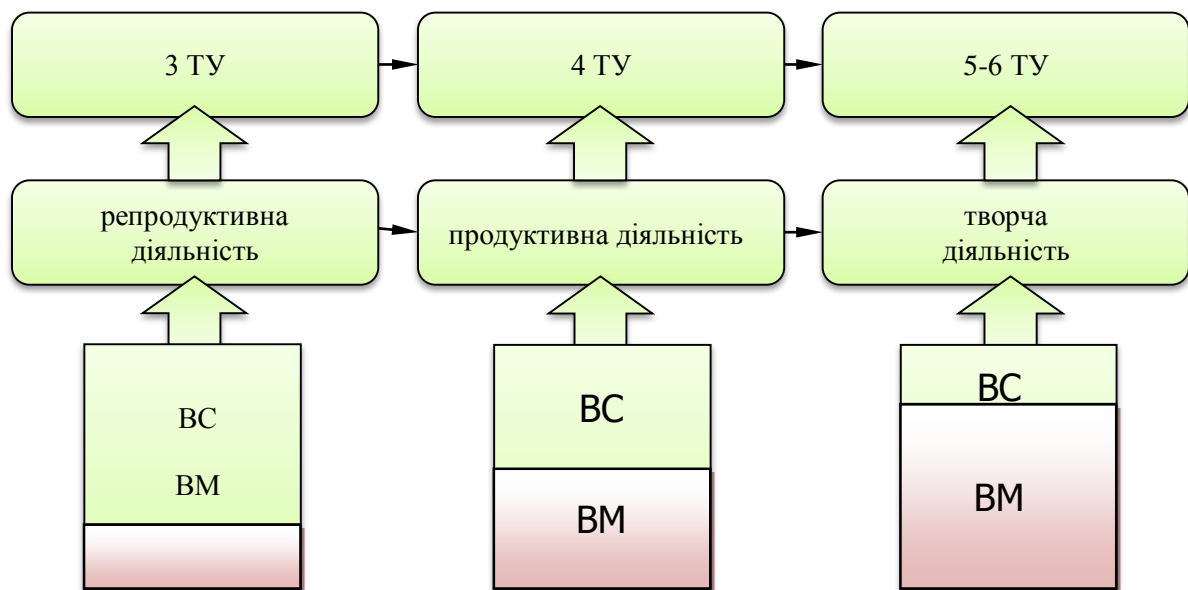 3 ТУ
4 ТУ
5-6 ТУ
репродуктивна
діяльність
продуктивна діяльність
творча
діяльність
ВС
ВМ
ВС
ВМ
ВС
ВМ